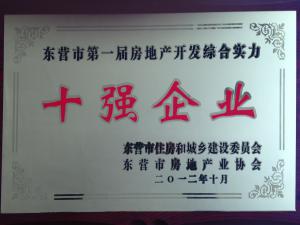 东营市第一届房地产开发综合实力
十强企业
东营市住房和城乡建设委员会
东营市房地产业协会
二〇一二年十月